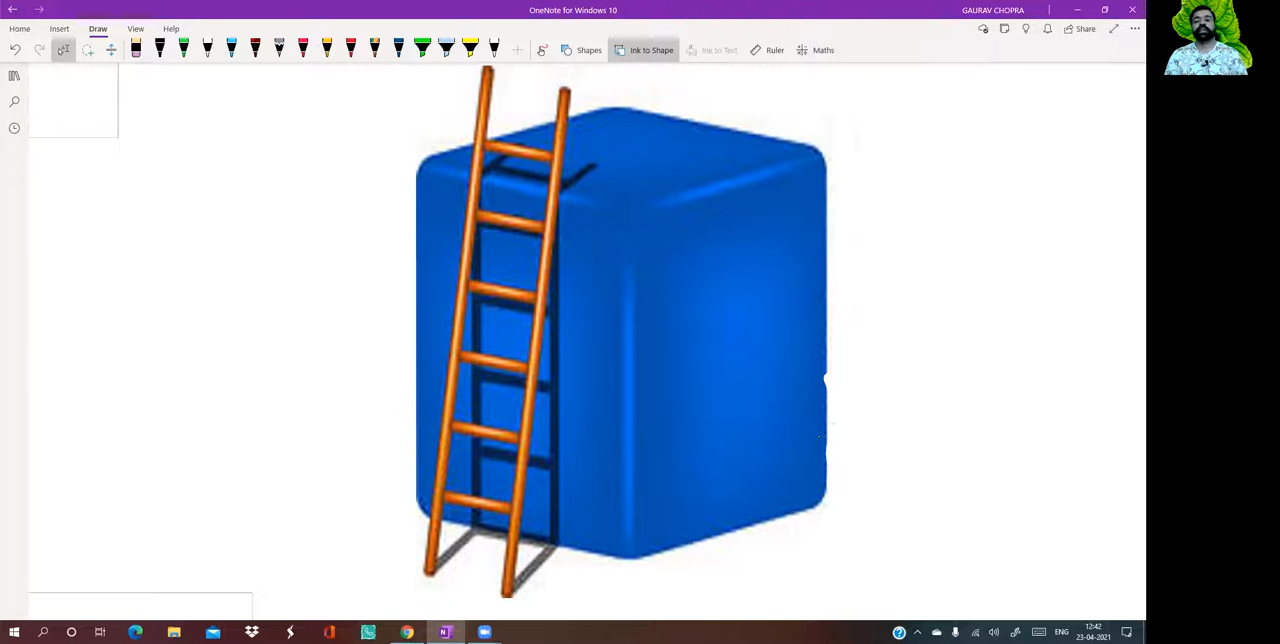 OneNote for Windows 10
GAURAV CHOPRA
Home Insert Draw View Help
Share
Shapes
Ink to Shape
Ink to Text
Ruler
Maths
ENG
12:42
23-04-2021